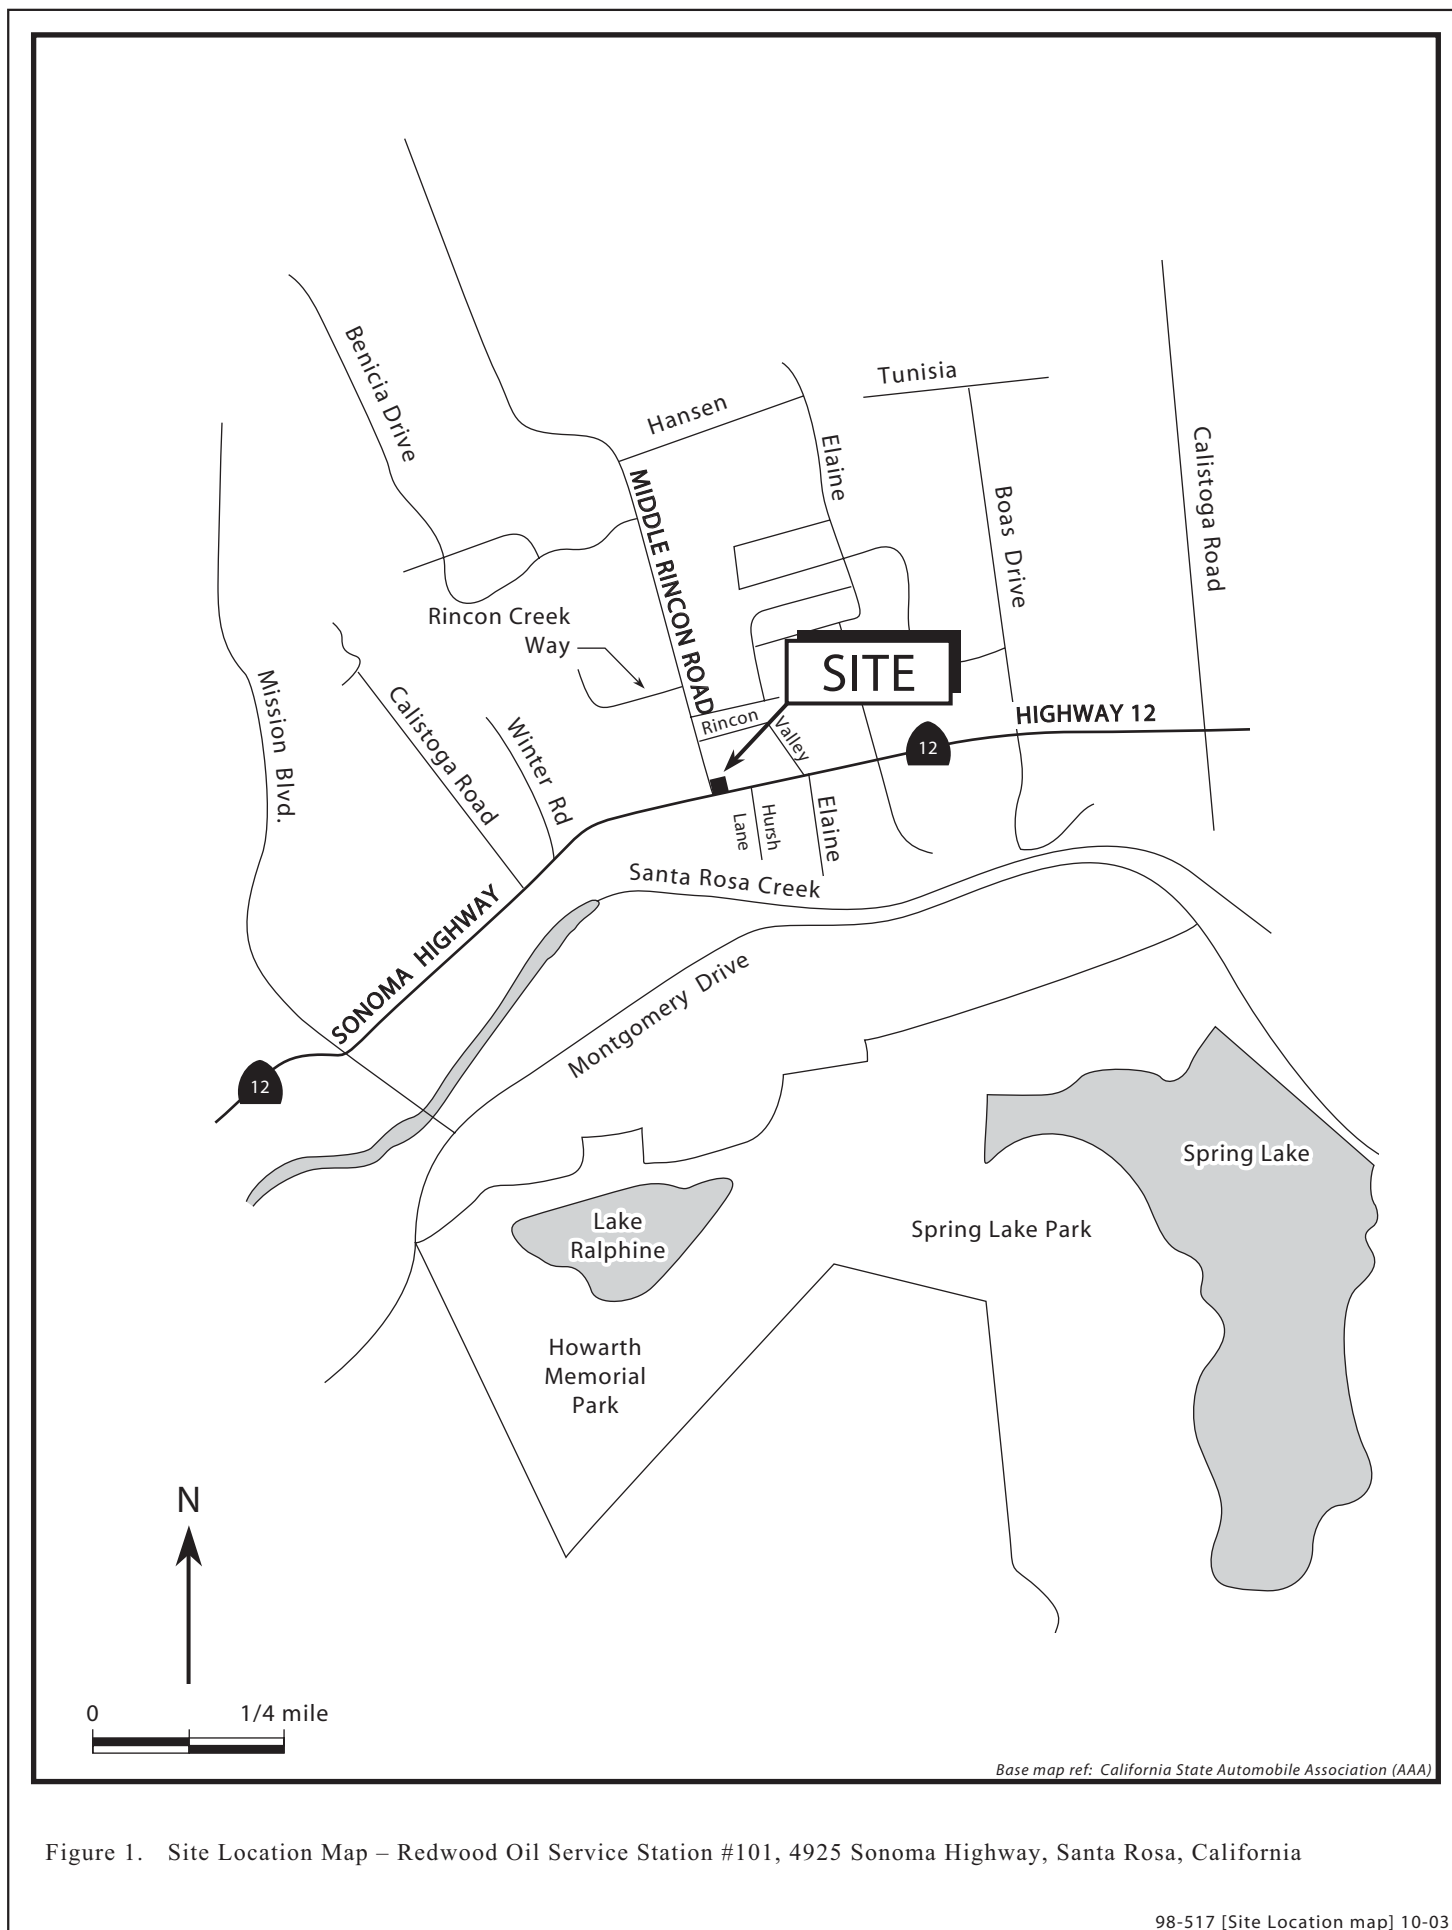 Benicia Drive
Hansen
Tunisia
Elaine
MIDDLE RINCON ROAD
Boas Drive
Calistoga Road
Rincon Creek
Way
SITE
Mission Blvd.
Calistoga Road
Winter Rd
Rincon
Valley
HIGHWAY 12
12
Hursh
Lane
Elaine
Santa Rosa Creek
SONOMA HIGHWAY
Montgomery Drive
12
Spring Lake
Lake
Ralphine
Spring Lake Park
Howarth
Memorial
Park
N
0 1/4 mile
Base map ref: California State Automobile Association (AAA)
Figure 1. Site Location Map – Redwood Oil Service Station #101, 4925 Sonoma Highway, Santa Rosa, California
98-517 [Site Location map] 10-03